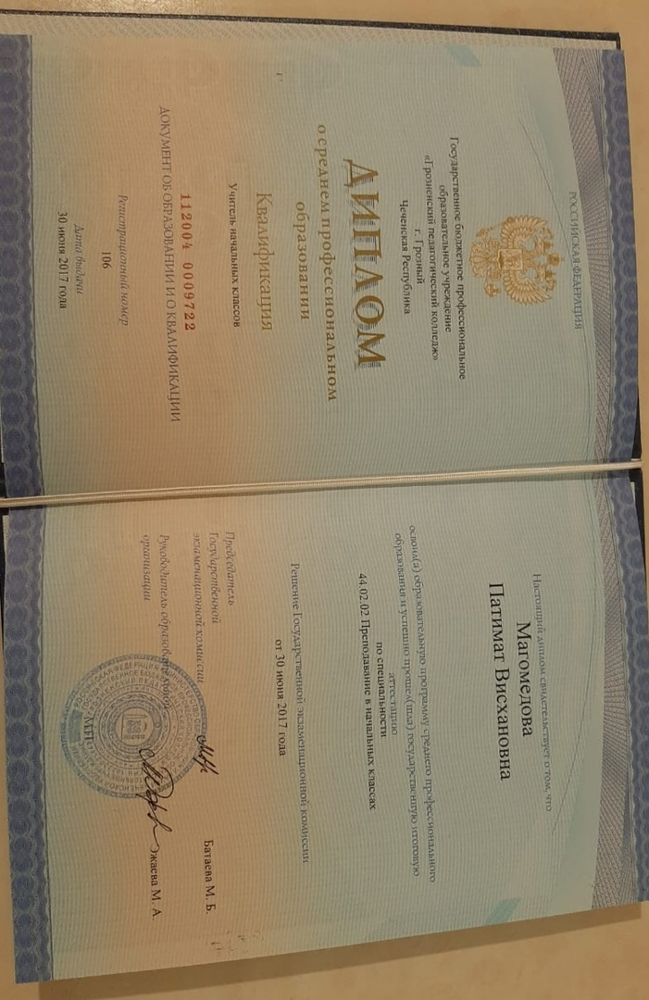 РОССИЙСКАЯ ФЕДЕРАЦИЯ
Государственное бюджетное профессиональное
образовательное учреждение
«Грозненский педагогический колледж»
г. Грозный
Чеченская Республика
ДИПЛОМ
о среднем профессиональном
образовании
Квалификация
Учитель начальных классов
112004 0009722
ДОКУМЕНТ ОБ ОБРАЗОВАНИИ И О КВАЛИФИКАЦИИ
Регистрационный номер
106
Дата выдачи
30 июня 2017 года
Настоящий диплом свидетельствует о том, что
Магомедова
Патимат Висхановна
освоил(а) образовательную программу среднего профессионального
образования и успешно прошел(шла) государственную итоговую
аттестацию
по специальности
44.02.02 Преподавание в начальных классах
Решение Государственной экзаменационной комиссии
от 30 июня 2017 года
Председатель
Государственной
экзаменационной комиссии
Батаева М. Б.
Руководитель образовательной
организации
Эжаева М. А.
М.П.